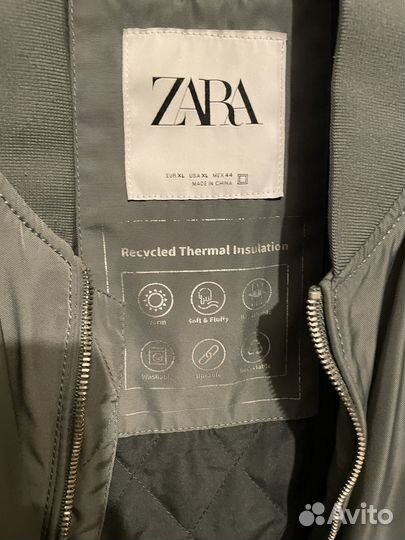 ZARA
EUR XL USA XL MEX 44
MADE IN CHINA
Recycled Thermal Insulation
Warm
Soft & Fluffy
Washable
Durable
Recyclable
Avito